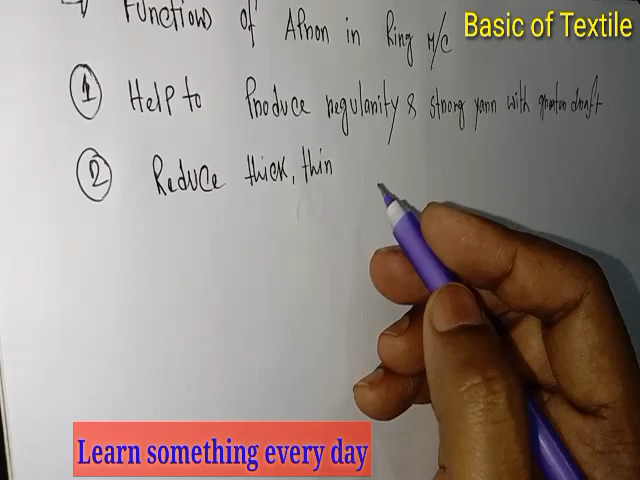 Basic of Textile
Functions of Apron in Ring M/C
1 Help to Produce regularity & strong yarn with greater draft.
2 Reduce thick, thin
Learn something every day